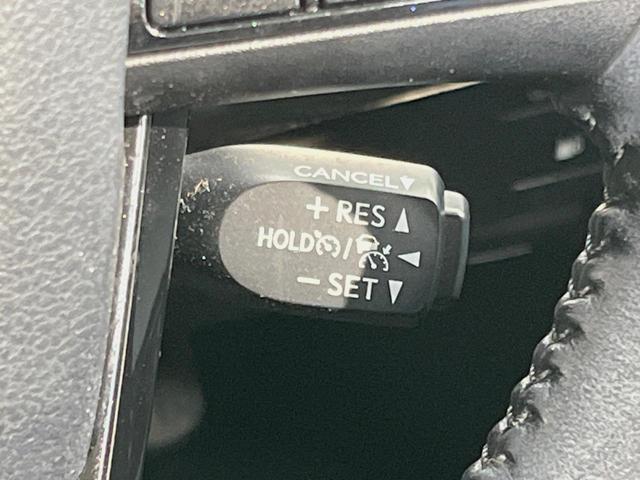 CANCEL▼
+ RES ▲
HOLD / ◀
− SET ▼